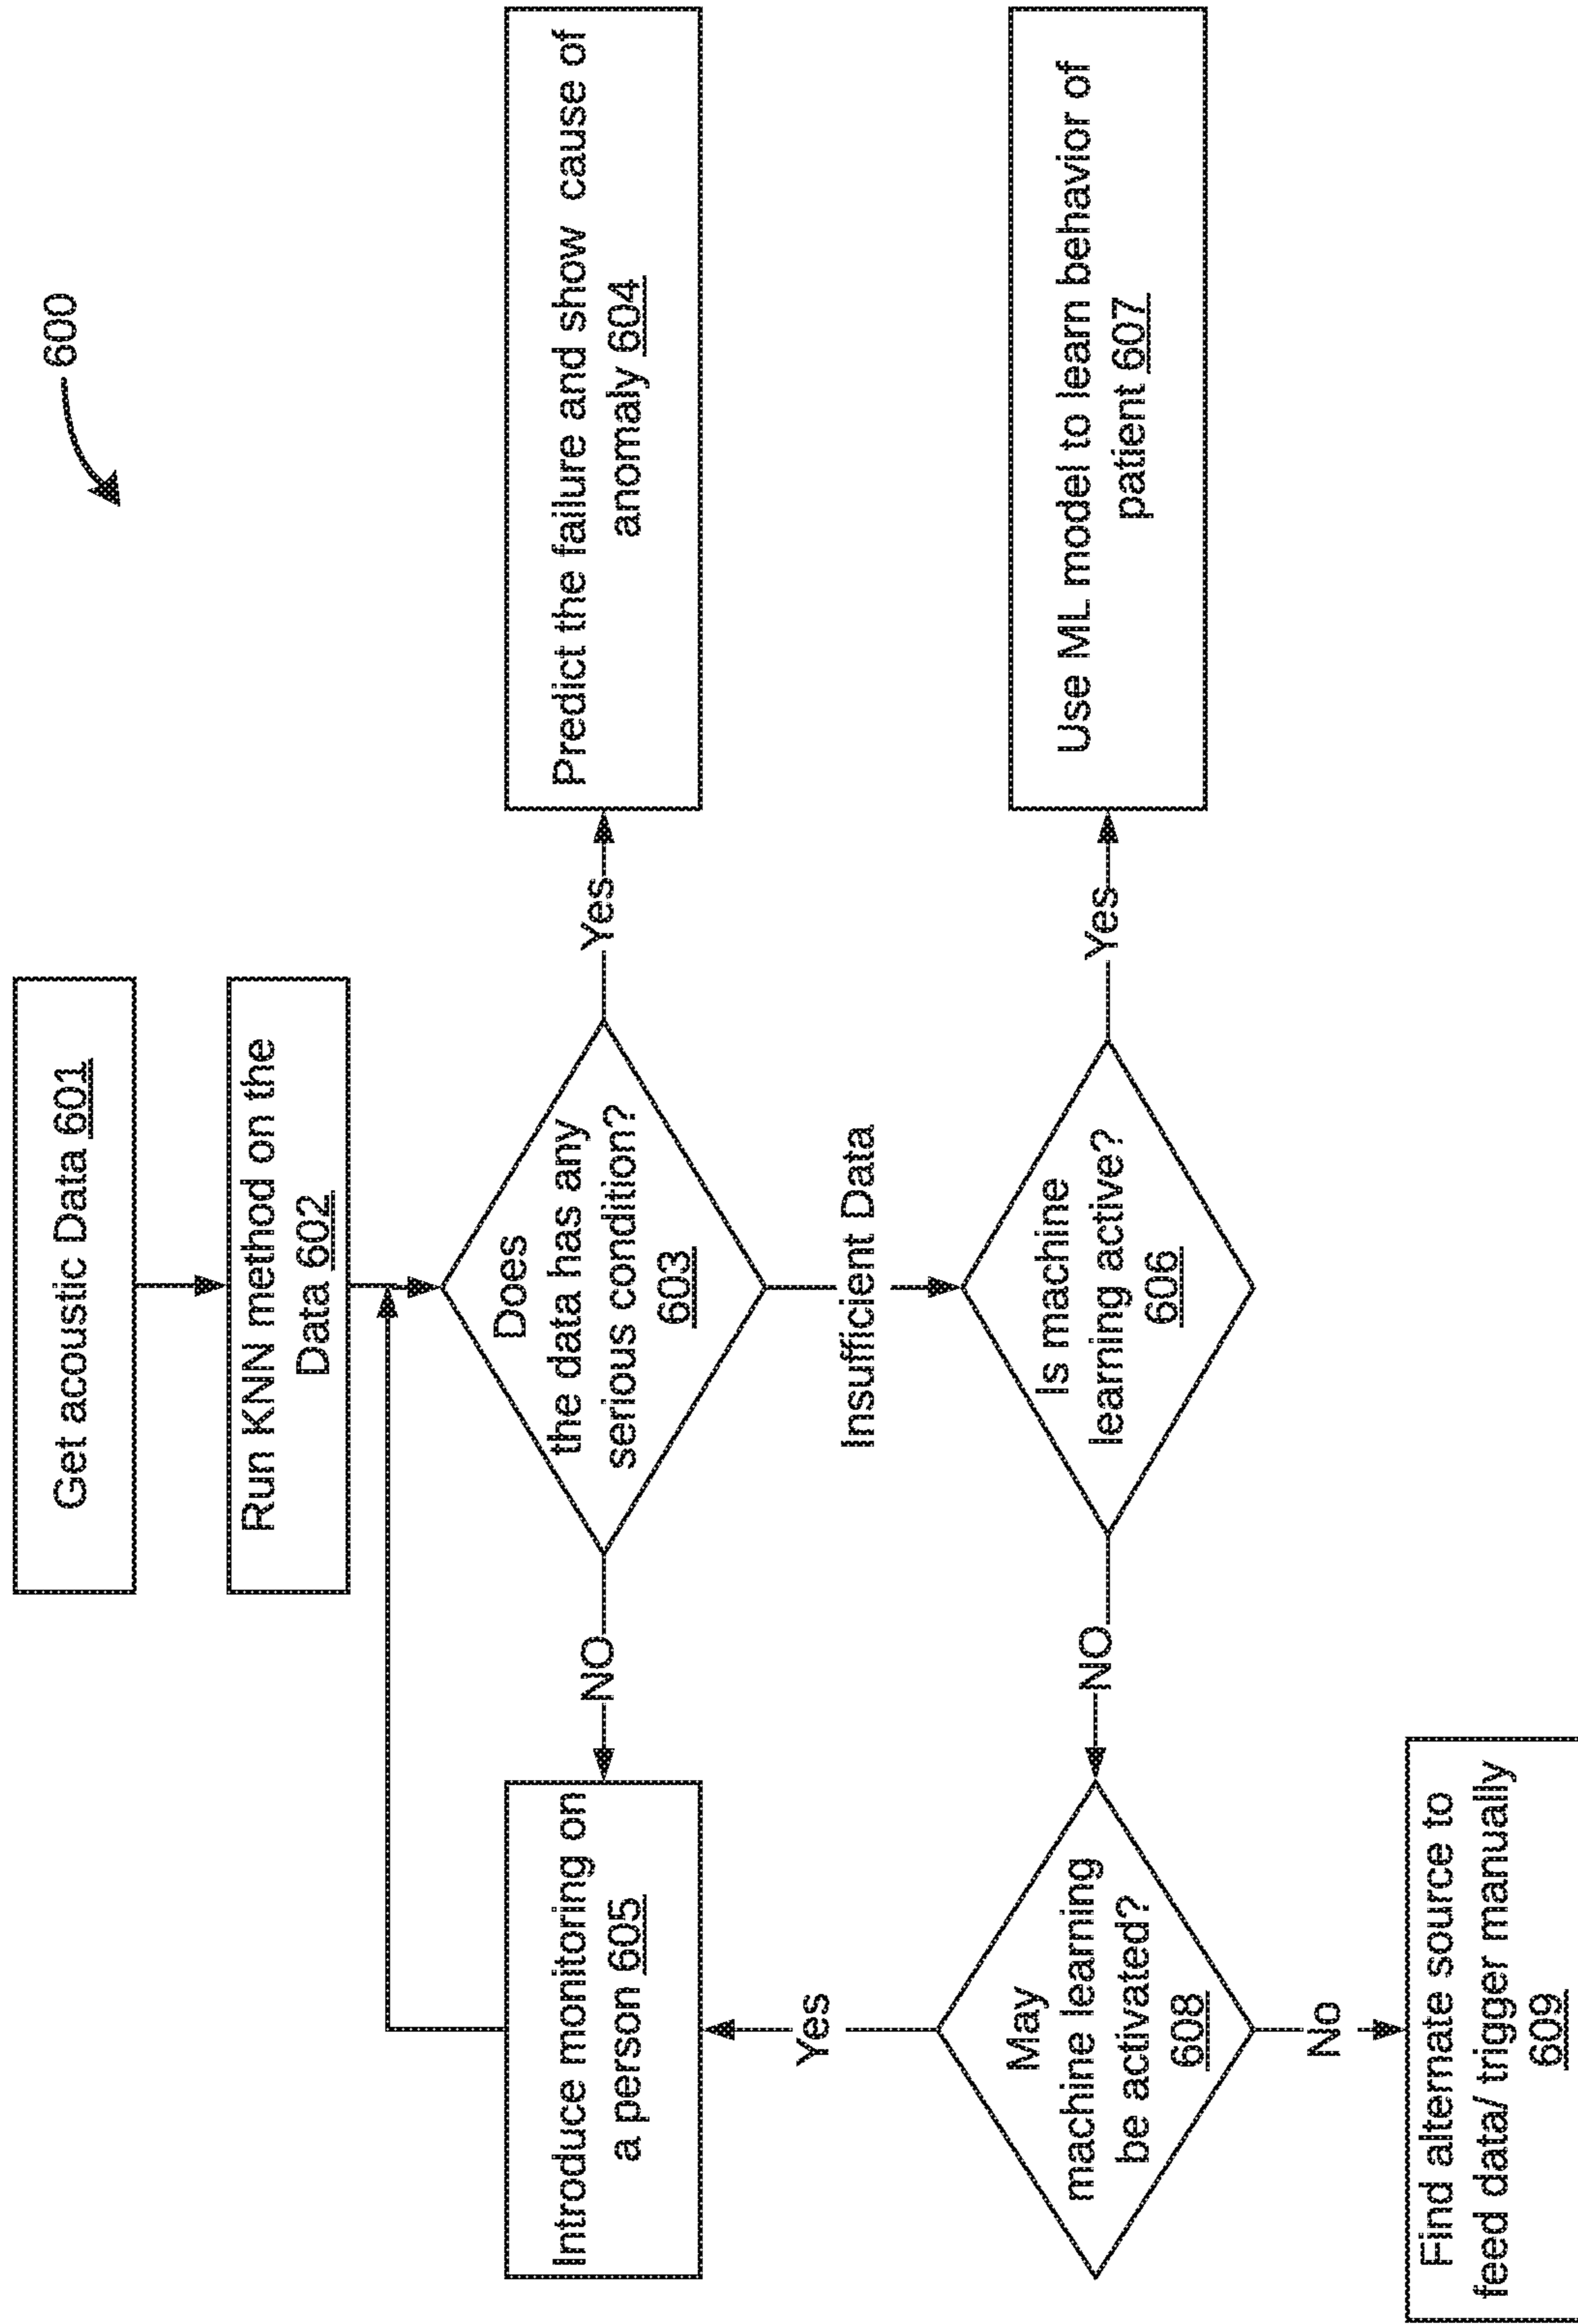 600
Get acoustic Data 601
Run KNN method on the
Data 602
Does
the data has any
serious condition?
603
Yes
Predict the failure and show cause of
anomaly 604
NO
Introduce monitoring on
a person 605
Insufficient Data
Is machine
learning active?
606
Yes
Use ML model to learn behavior of
patient 607
NO
May
machine learning
be activated?
608
Yes
No
Find alternate source to
feed data/ trigger manually
609